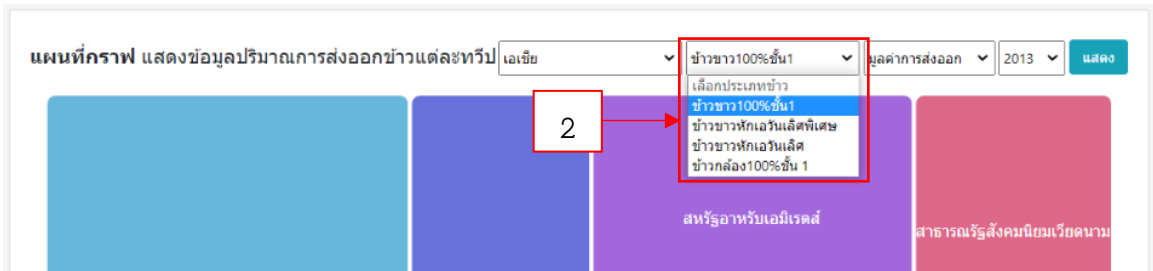 แผนที่กราฟ แสดงข้อมูลปริมาณการส่งออกข้าวแต่ละทวีป เอเชีย ข้าวขาว100%ชั้น1 มูลค่าการส่งออก 2013 แสดง
เลือกประเภทข้าว
ข้าวขาว100%ชั้น1
ข้าวขาวหักเอวันเลิศพิเศษ
ข้าวขาวหักเอวันเลิศ
ข้าวกล้อง100%ชั้น 1
2
สหรัฐอาหรับเอมิเรตส์
สาธารณรัฐสังคมนิยมเวียดนาม